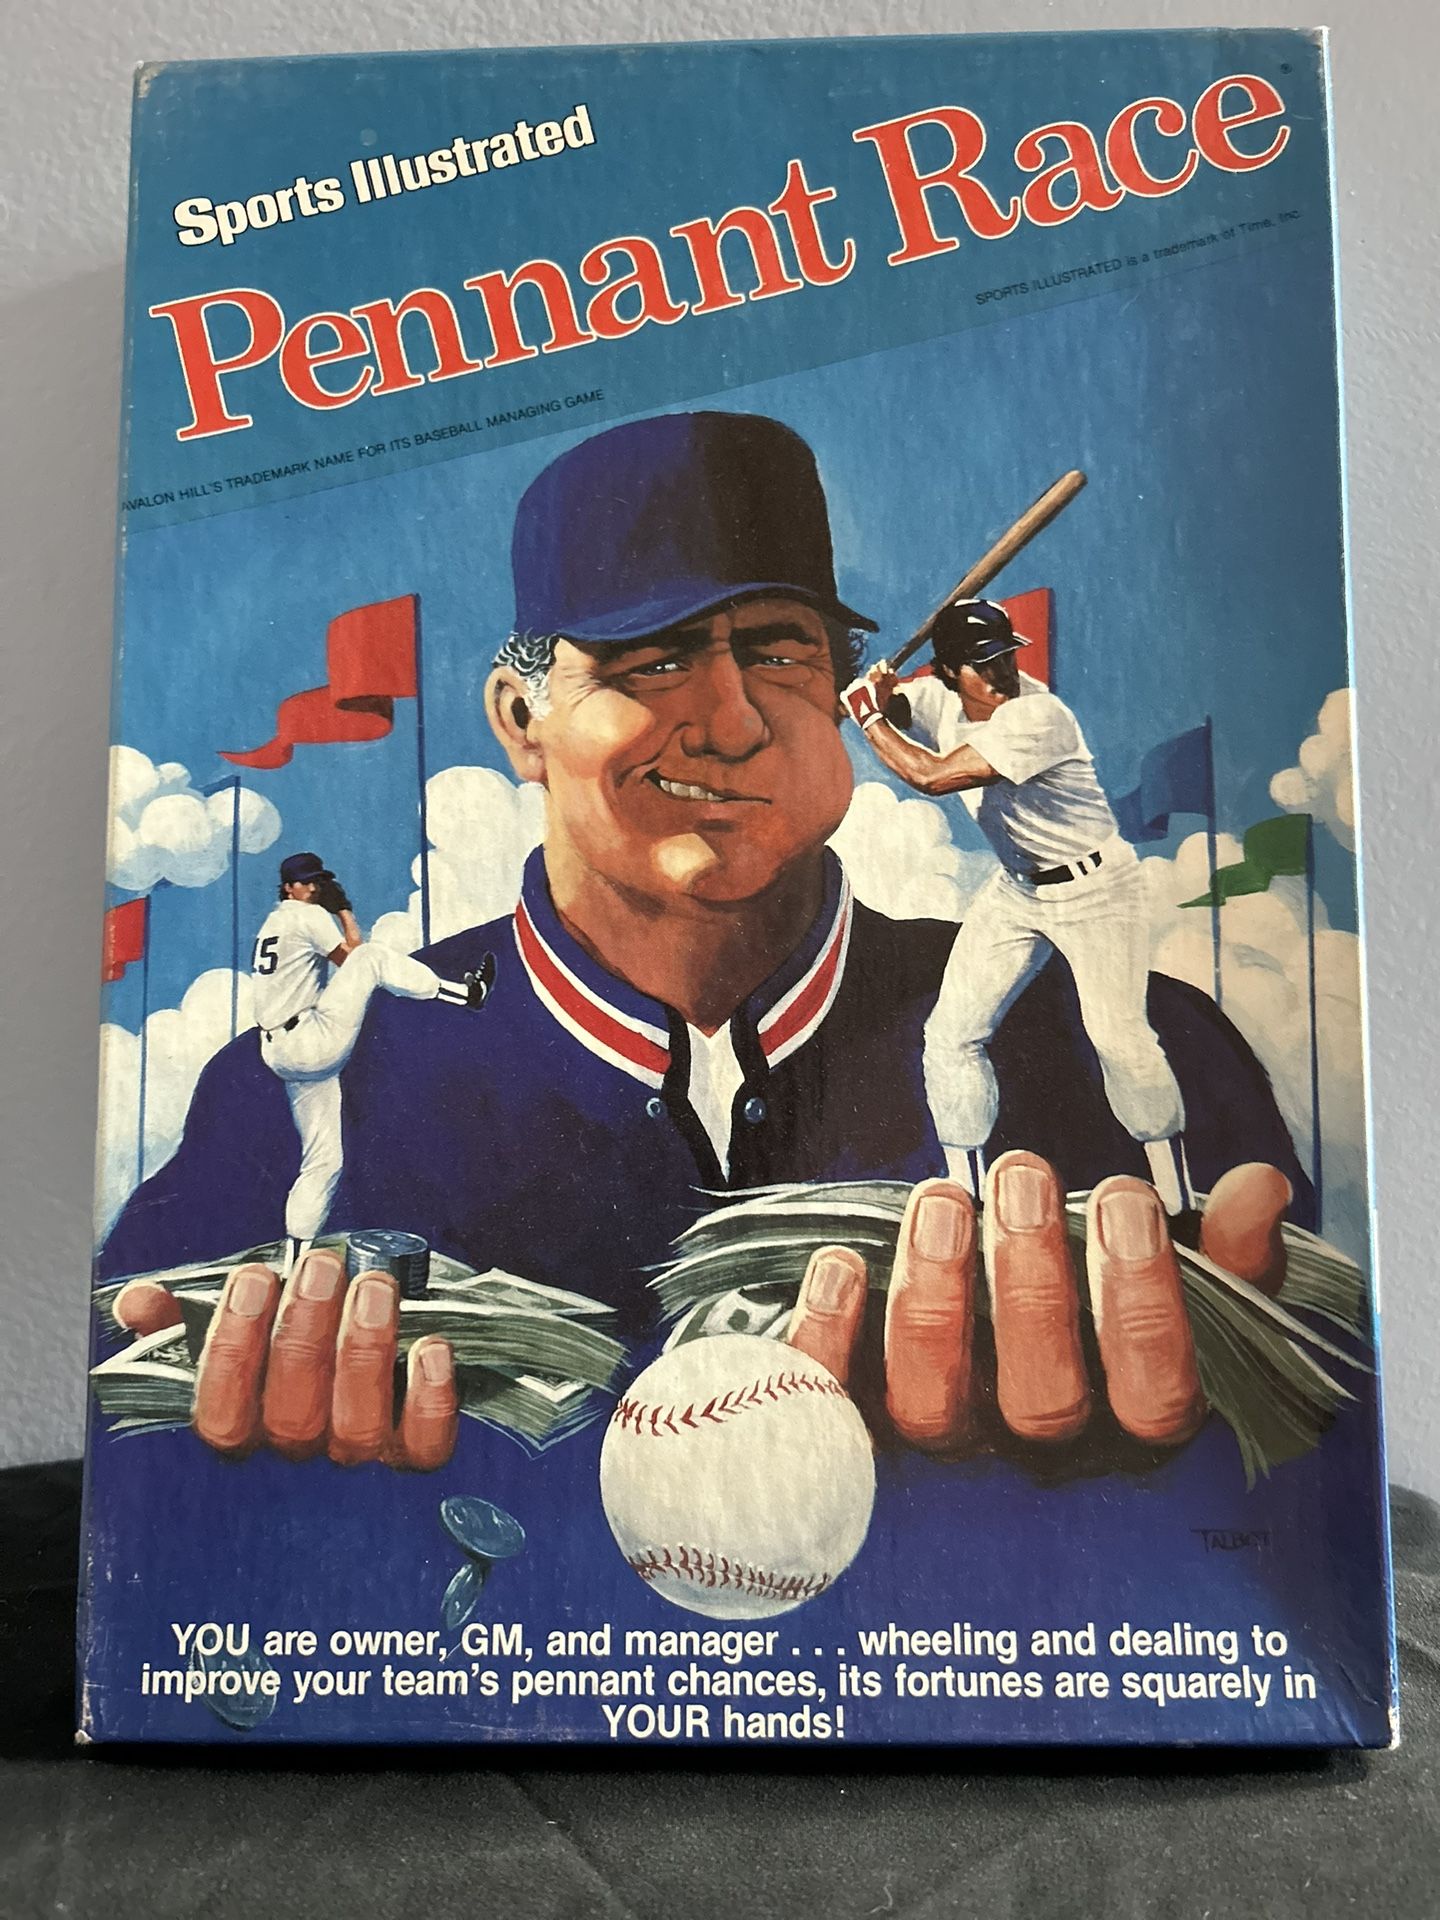 Sports Illustrated
Pennant Race®
SPORTS ILLUSTRATED is a trademark of Time, Inc.
AVALON HILL'S TRADEMARK NAME FOR ITS BASEBALL MANAGING GAME
15
TALBOT
YOU are owner, GM, and manager . . . wheeling and dealing to
improve your team's pennant chances, its fortunes are squarely in
YOUR hands!